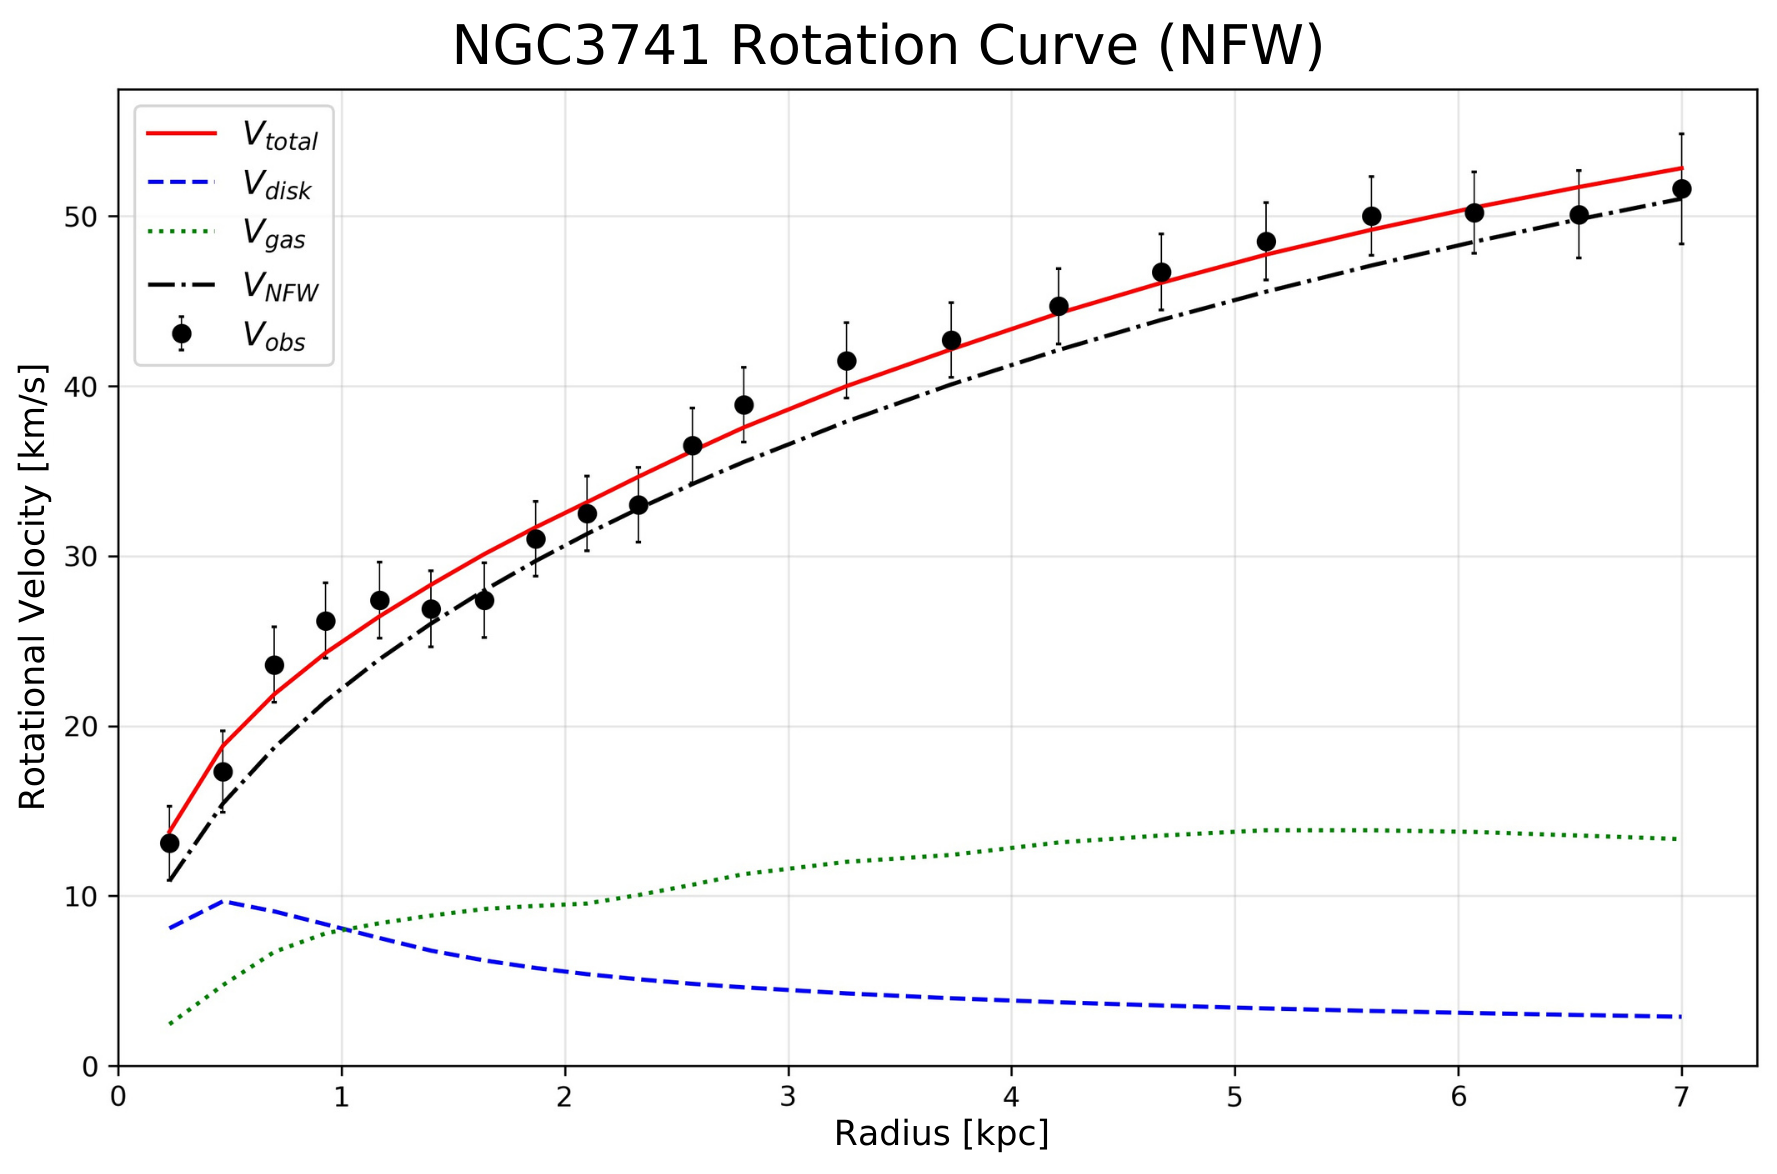 NGC3741 Rotation Curve (NFW)
V_total
V_disk
V_gas
V_NFW
V_obs
Rotational Velocity [km/s]
50
40
30
20
10
0
0 1 2 3 4 5 6 7
Radius [kpc]